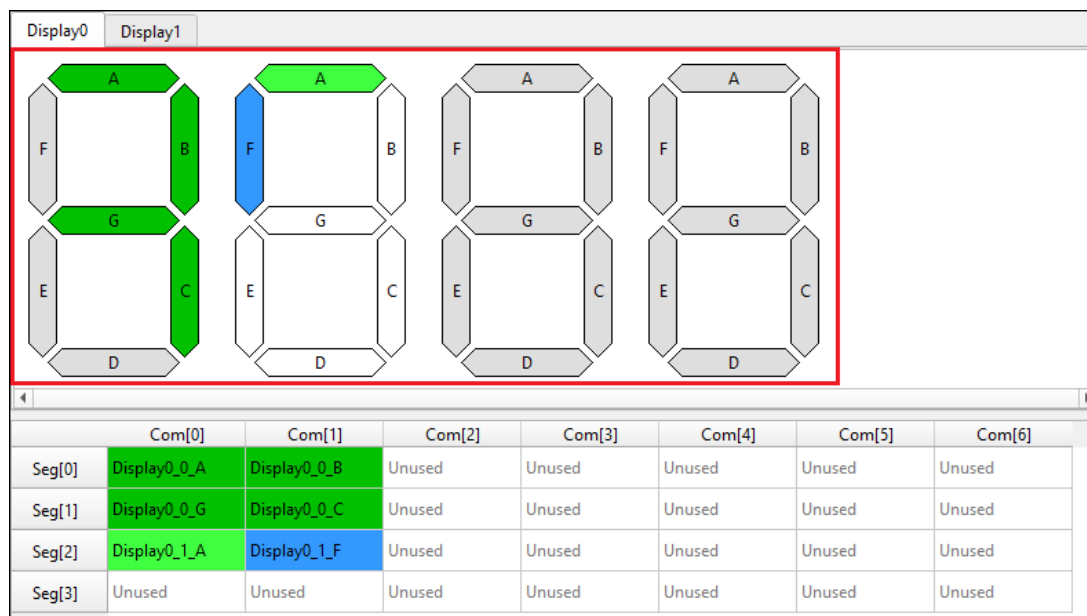 Display0 Display1
A A A A
F B F B F B F B
G G G G
E C E C E C E C
D D D D
Com[0] Com[1] Com[2] Com[3] Com[4] Com[5] Com[6]
Seg[0] Display0_0_A Display0_0_B Unused Unused Unused Unused Unused
Seg[1] Display0_0_G Display0_0_C Unused Unused Unused Unused Unused
Seg[2] Display0_1_A Display0_1_F Unused Unused Unused Unused Unused
Seg[3] Unused Unused Unused Unused Unused Unused Unused